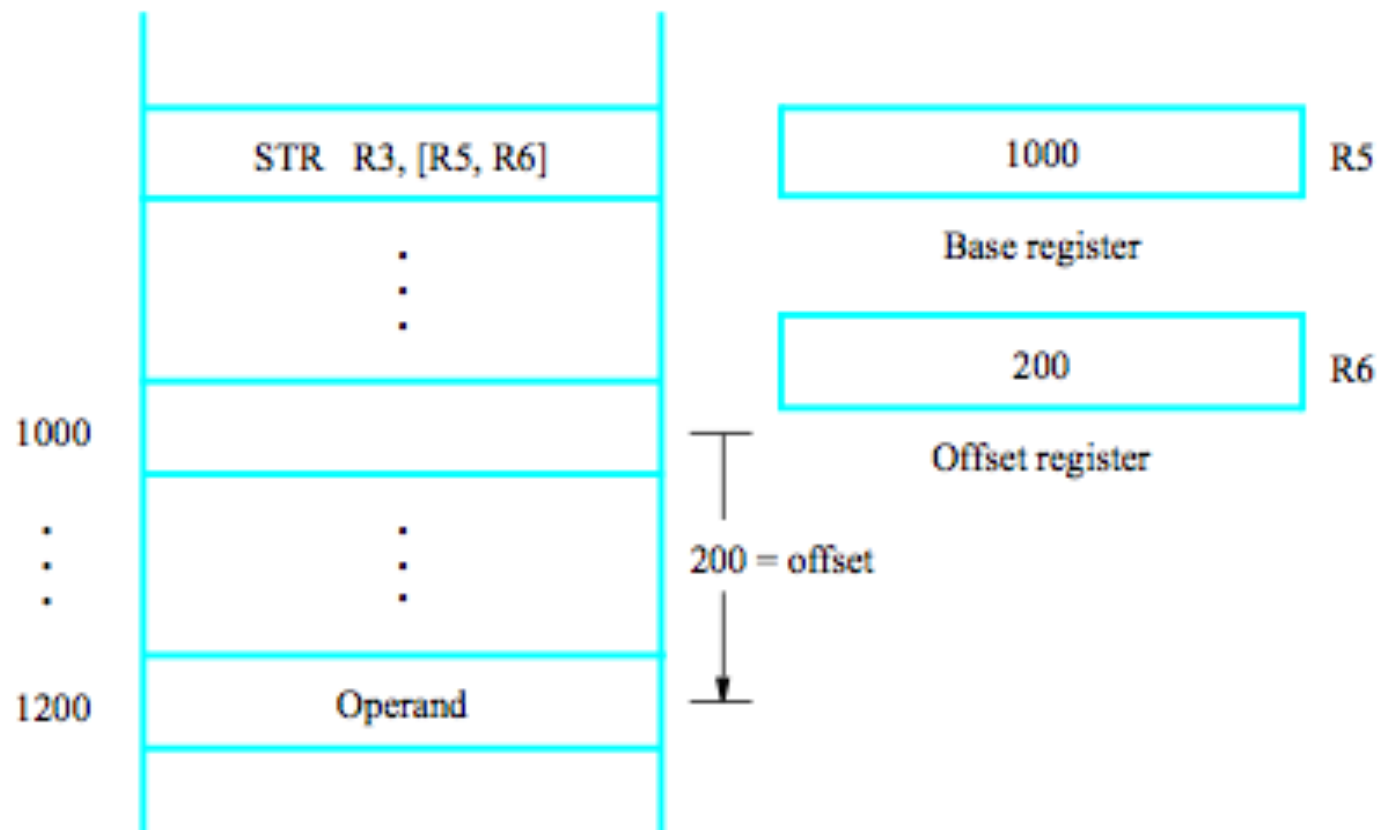 STR R3, [R5, R6]
1000 R5
Base register
200 R6
Offset register
1000
200 = offset
1200 Operand